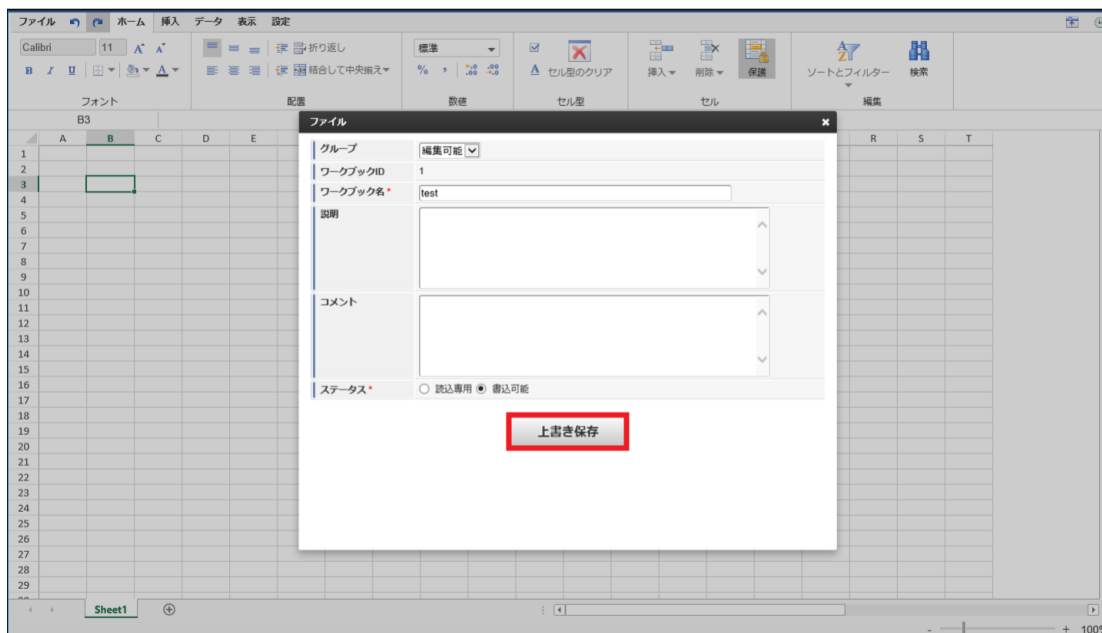 ファイル ホーム 挿入 データ 表示 設定
Calibri 11 A A 折り返し 標準 セル型のクリア 挿入 削除 保護 ソートとフィルター 検索
B I U A 結合して中央揃え % , .00 .0 A
フォント 配置 数値 セル型 セル 編集
B3
A B C D E R S T
ファイル
グループ 編集可能
ワークブックID 1
ワークブック名* test
説明
コメント
ステータス* 読込専用 書込可能
上書き保存
1
2
3
4
5
6
7
8
9
10
11
12
13
14
15
16
17
18
19
20
21
22
23
24
25
26
27
28
29
Sheet1
- + 100%